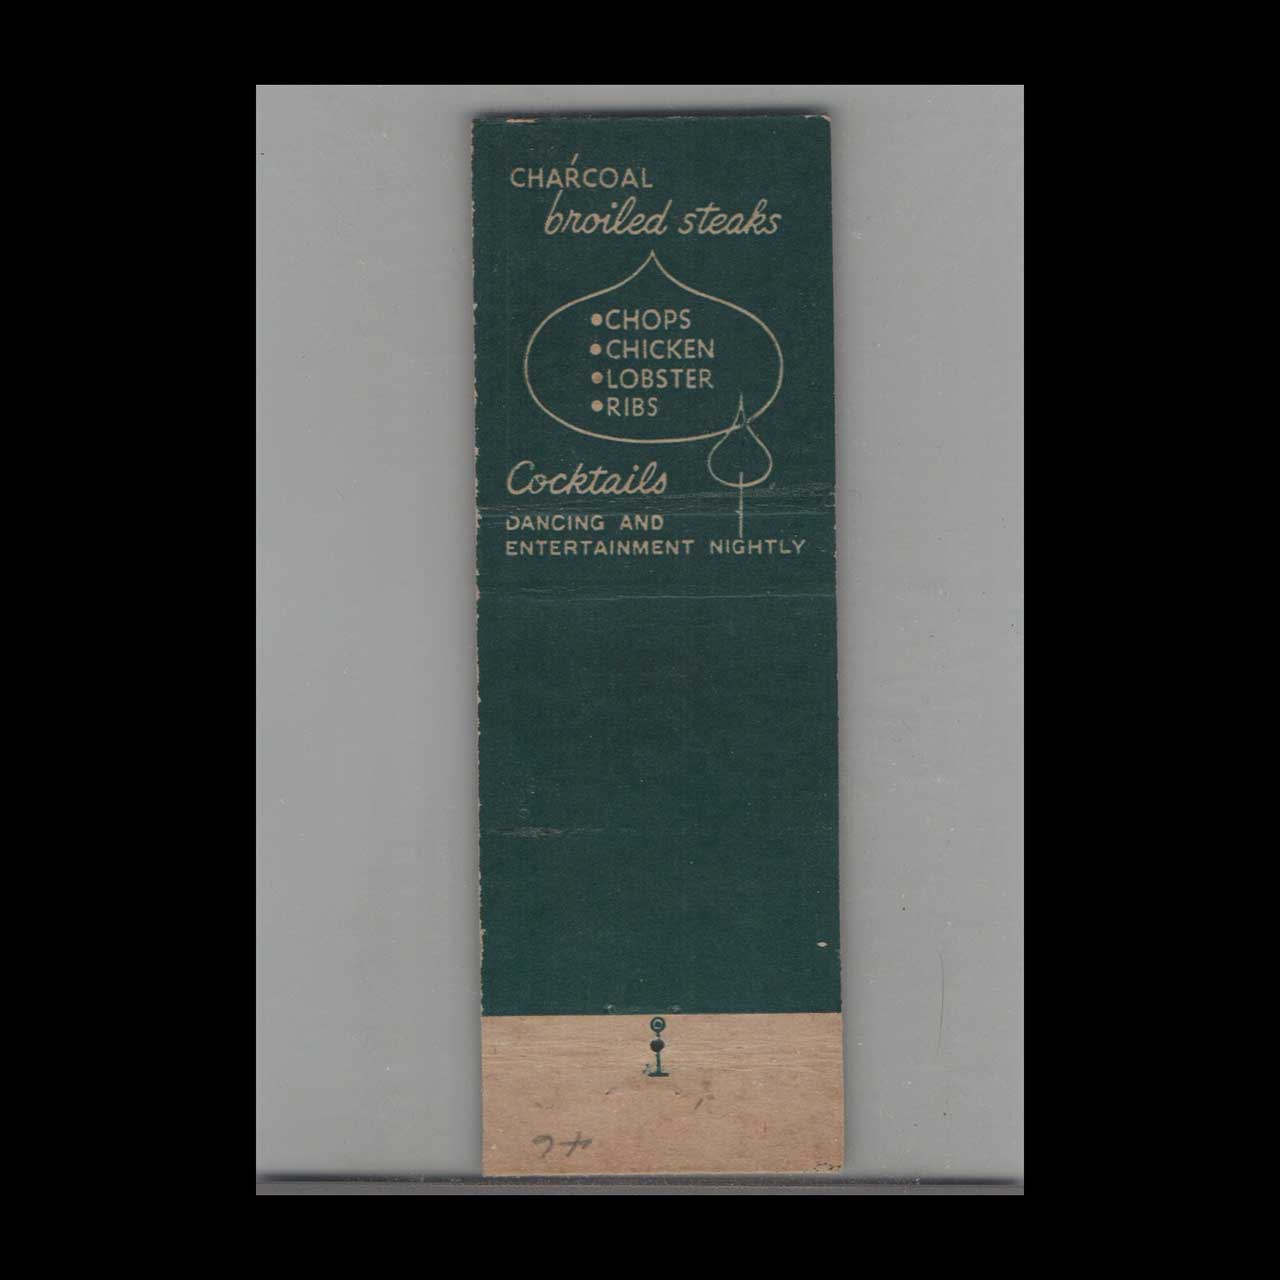 CHARCOAL
broiled steaks
•CHOPS
•CHICKEN
•LOBSTER
•RIBS
Cocktails
DANCING AND
ENTERTAINMENT NIGHTLY